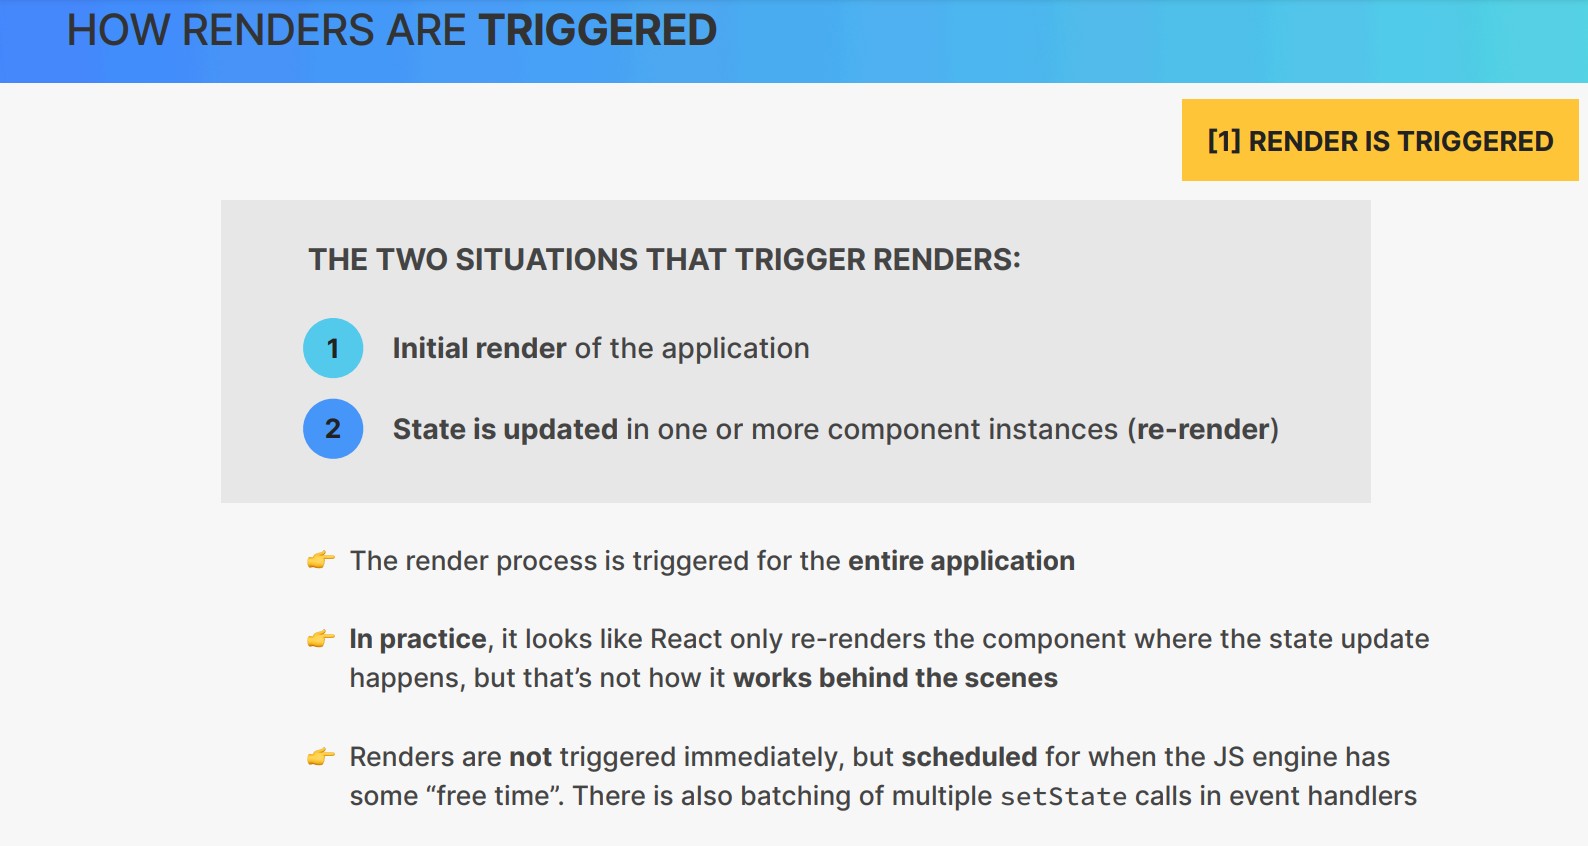 HOW RENDERS ARE TRIGGERED
[1] RENDER IS TRIGGERED
THE TWO SITUATIONS THAT TRIGGER RENDERS:
1 Initial render of the application
2 State is updated in one or more component instances (re-render)
👉 The render process is triggered for the entire application
👉 In practice, it looks like React only re-renders the component where the state update
happens, but that’s not how it works behind the scenes
👉 Renders are not triggered immediately, but scheduled for when the JS engine has
some “free time”. There is also batching of multiple setState calls in event handlers